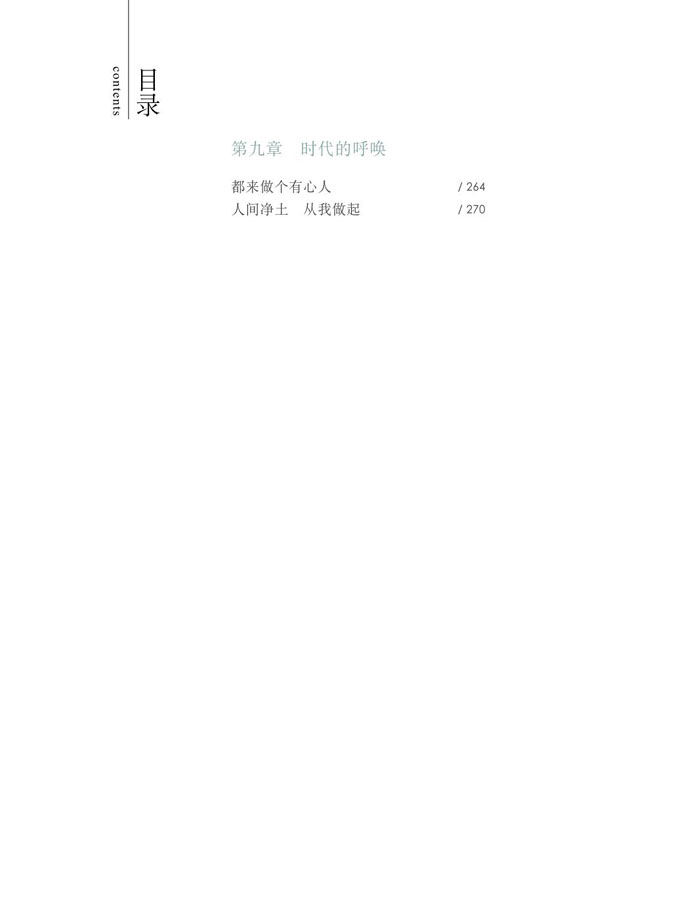 目录
contents
第九章　时代的呼唤
都来做个有心人 / 264
人间净土　从我做起 / 270